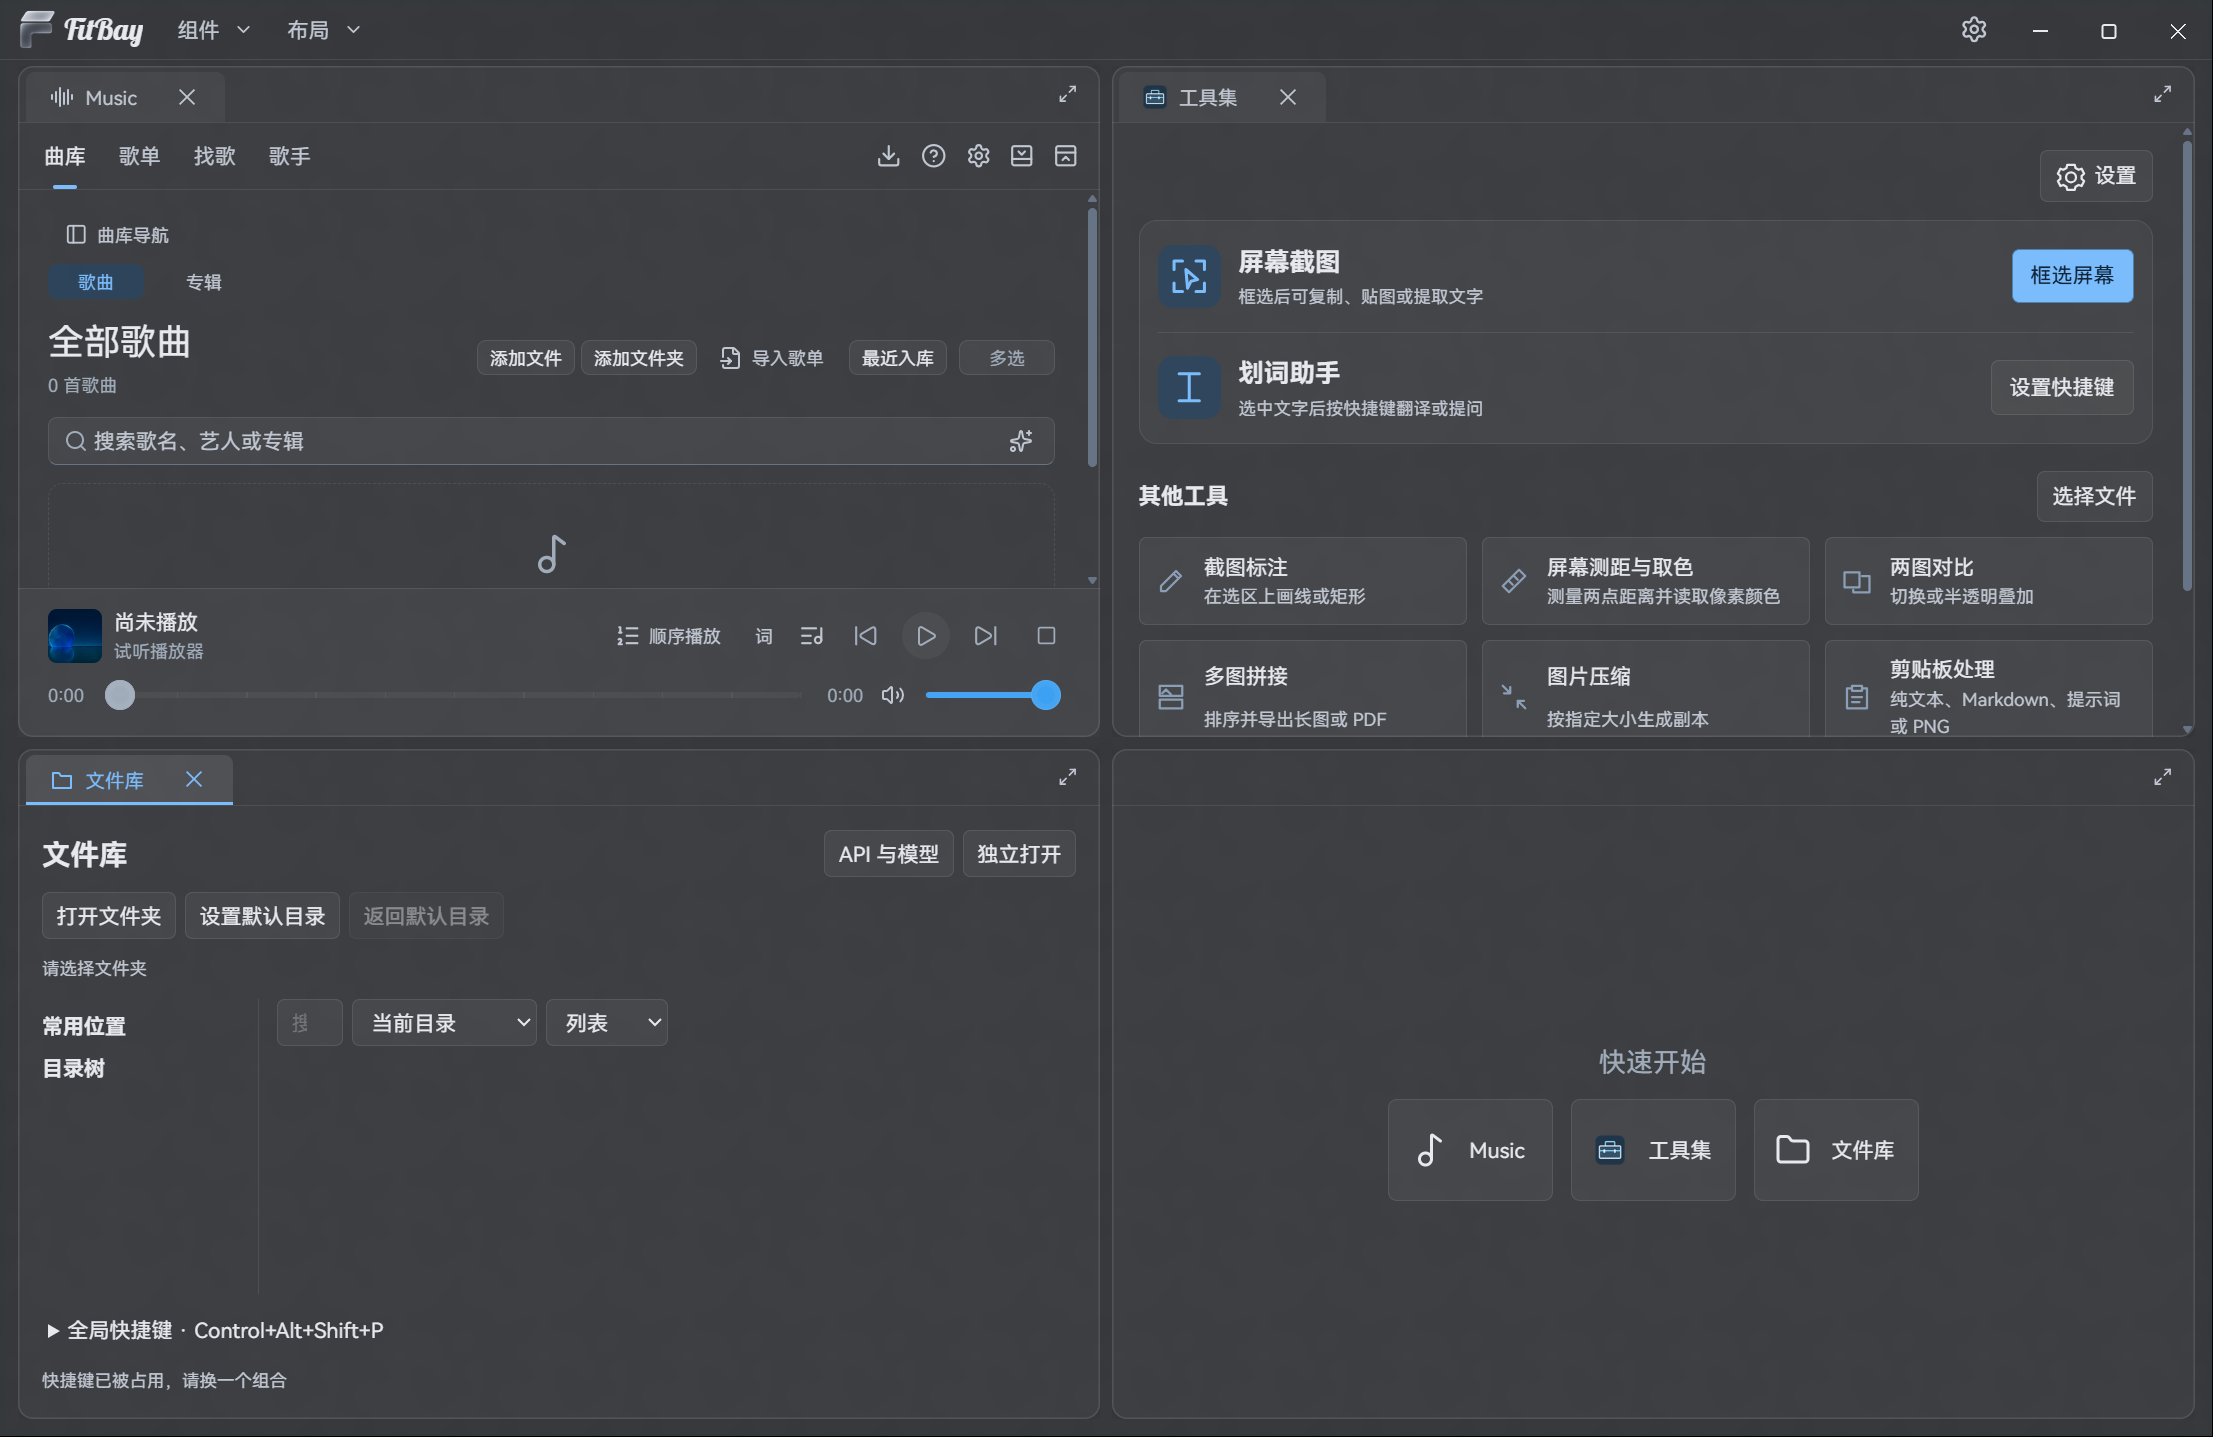 FitBay 组件 布局
Music
曲库 歌单 找歌 歌手
曲库导航
歌曲 专辑
全部歌曲
0 首歌曲
添加文件 添加文件夹 导入歌单 最近入库 多选
搜索歌名、艺人或专辑
尚未播放
试听播放器
顺序播放 词
0:00 0:00
工具集
设置
屏幕截图
框选后可复制、贴图或提取文字
框选屏幕
划词助手
选中文字后按快捷键翻译或提问
设置快捷键
其他工具
选择文件
截图标注
在选区上画线或矩形
屏幕测距与取色
测量两点距离并读取像素颜色
两图对比
切换或半透明叠加
多图拼接
排序并导出长图或 PDF
图片压缩
按指定大小生成副本
剪贴板处理
纯文本、Markdown、提示词
或 PNG
文件库
文件库
API 与模型 独立打开
打开文件夹 设置默认目录 返回默认目录
请选择文件夹
常用位置
目录树
当前目录 列表
全局快捷键 · Control+Alt+Shift+P
快捷键已被占用，请换一个组合
快速开始
Music 工具集 文件库